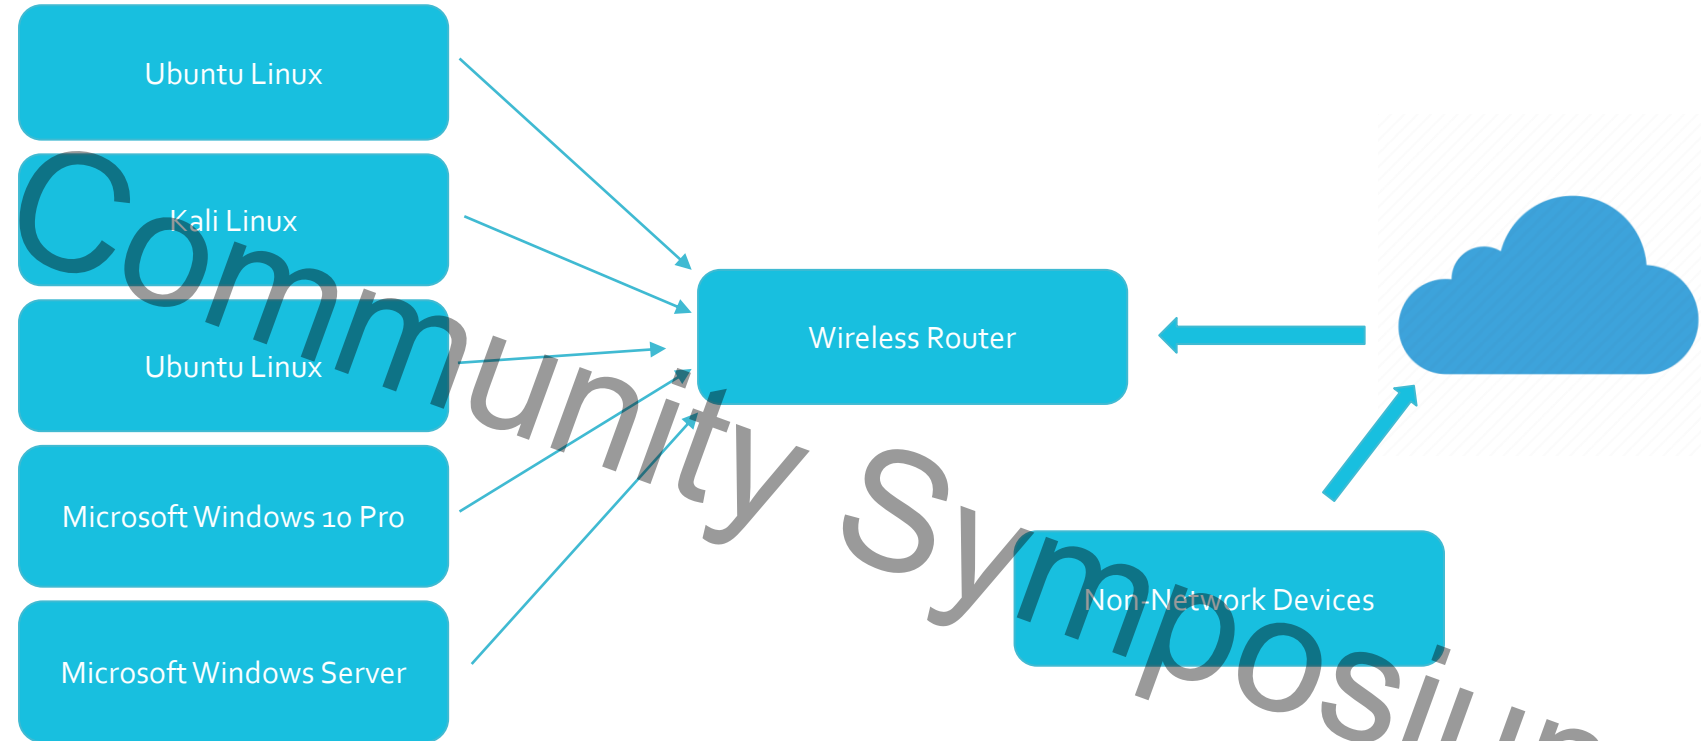 Ubuntu Linux
Kali Linux
Ubuntu Linux
Microsoft Windows 10 Pro
Microsoft Windows Server
Wireless Router
Non-Network Devices
Community Symposiu